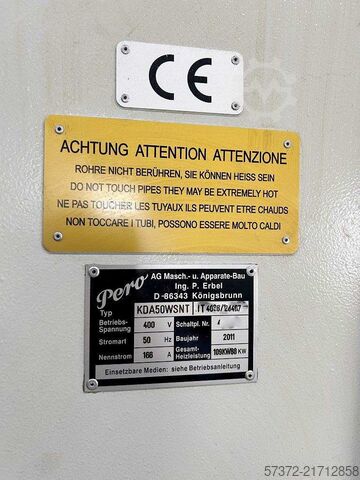 CE
ACHTUNG ATTENTION ATTENZIONE
ROHRE NICHT BERÜHREN, SIE KÖNNEN HEISS SEIN
DO NOT TOUCH PIPES THEY MAY BE EXTREMELY HOT
NE PAS TOUCHER LES TUYAUX ILS PEUVENT ETRE CHAUDS
NON TOCCARE I TUBI, POSSONO ESSERE MOLTO CALDI
Pero AG Masch.- u. Apparate-Bau
Ing. P. Erbel
D -86343 Königsbrunn
Typ KDA50WSNT IT
Betriebs-Spannung 400 V Schaltpl. Nr.
Stromart 50 Hz Baujahr 2011
Nennstrom 166 A Gesamt-Heizleistung: 109KW88 KW
Einsetzbare Medien: siehe Betriebsanleitung
57372-21712858